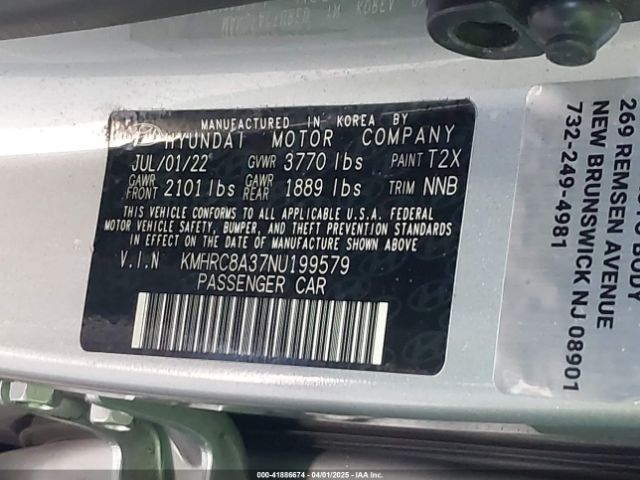 MANUFACTURED IN KOREA BY
HYUNDAI MOTOR COMPANY
JUL/01/22 GVWR 3770 lbs PAINT T2X
GAWR FRONT 2101 lbs GAWR REAR 1889 lbs TRIM NNB
THIS VEHICLE CONFORMS TO ALL APPLICABLE U.S.A. FEDERAL
MOTOR VEHICLE SAFETY, BUMPER, AND THEFT PREVENTION STANDARDS
IN EFFECT ON THE DATE OF MANUFACTURE SHOWN ABOVE.
V.I.N KMHRC8A37NU199579
PASSENGER CAR
BODY
269 REMSEN AVENUE
NEW BRUNSWICK NJ 08901
732-249-4981
000-41886674 - 04/01/2025 - IAAI.COM